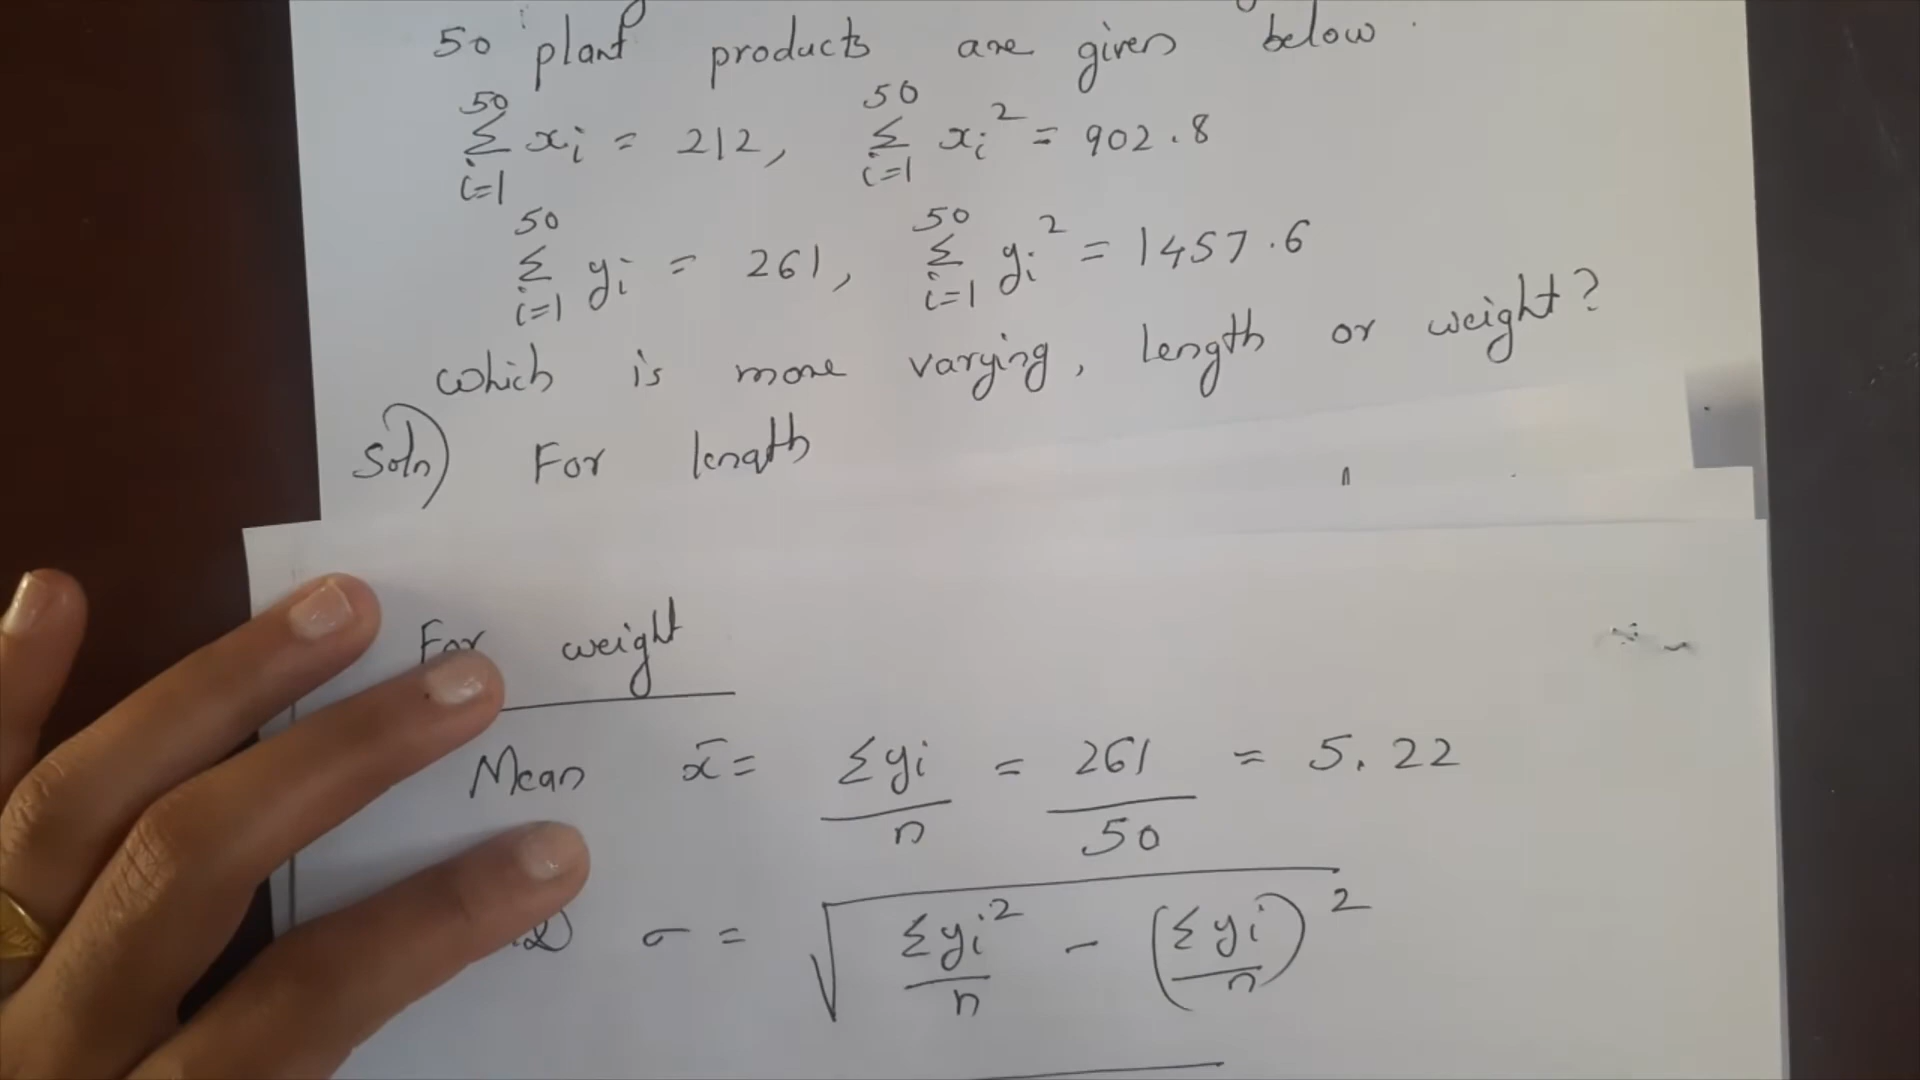 50 plant products are given below.
50 50
Σ xi = 212, Σ xi² = 902.8
i=1 i=1
50 50
Σ yi = 261, Σ yi² = 1457.6
i=1 i=1
which is more varying, length or weight?
Soln) For length
For weight
Mean x̄ = Σyi = 261 = 5.22
n 50
σ = √ Σyi² - (Σyi)²
n n